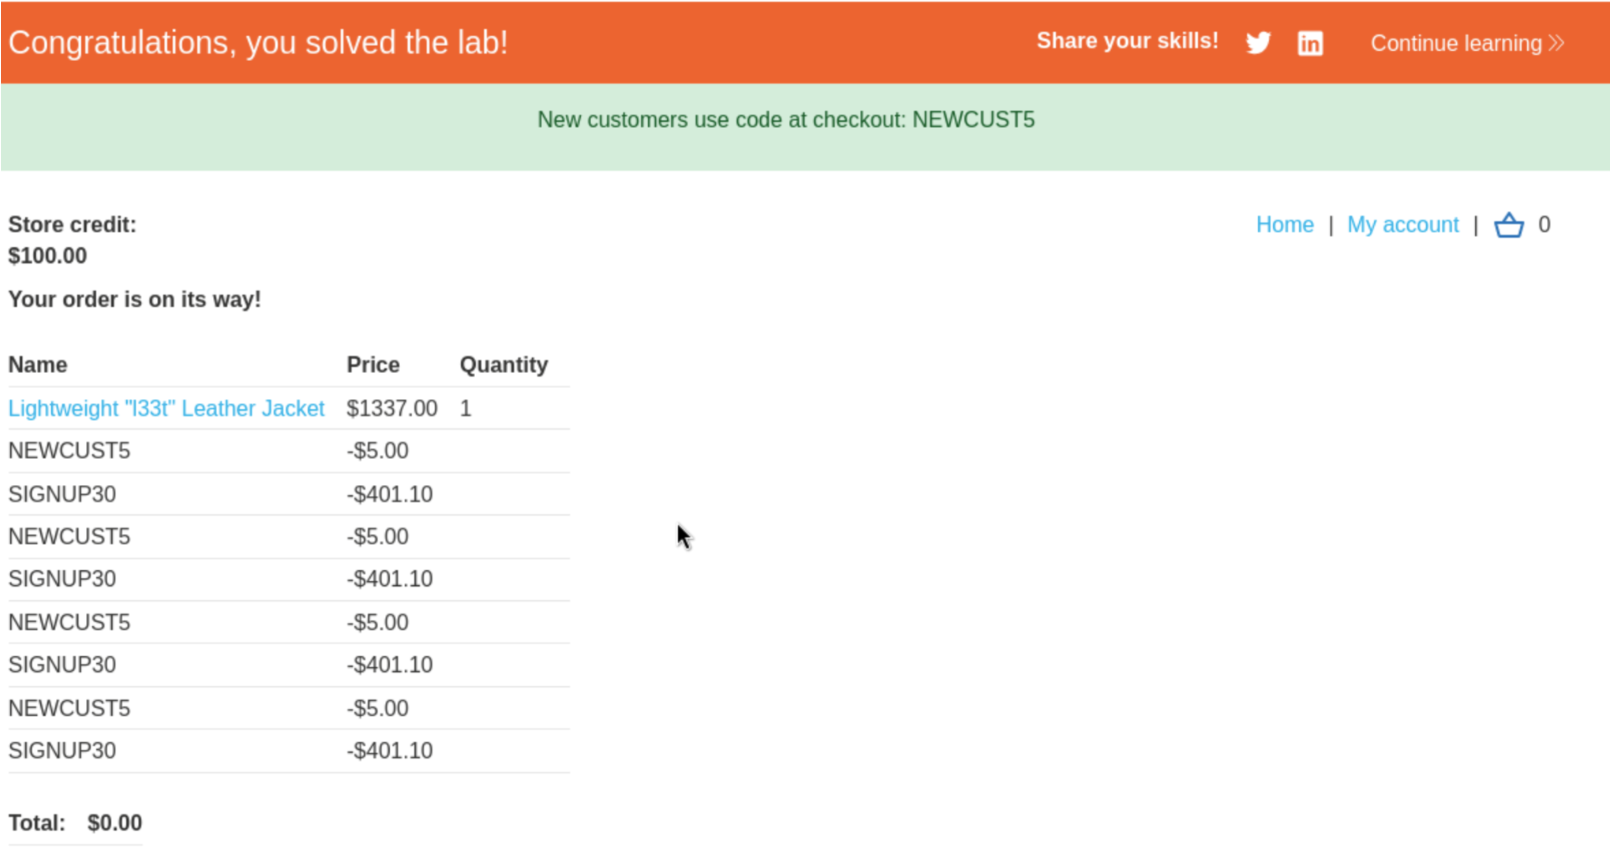 Congratulations, you solved the lab!
Share your skills!
Continue learning
New customers use code at checkout: NEWCUST5
Store credit:
$100.00
Home | My account | 0
Your order is on its way!
Name Price Quantity
Lightweight "l33t" Leather Jacket $1337.00 1
NEWCUST5 -$5.00
SIGNUP30 -$401.10
NEWCUST5 -$5.00
SIGNUP30 -$401.10
NEWCUST5 -$5.00
SIGNUP30 -$401.10
NEWCUST5 -$5.00
SIGNUP30 -$401.10
Total: $0.00